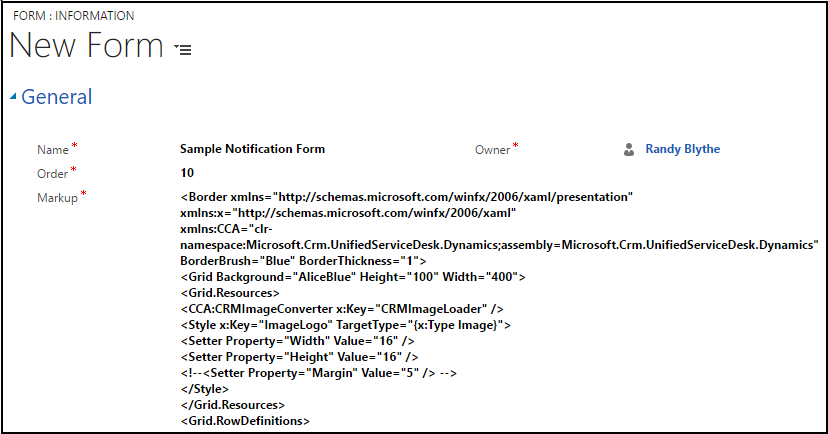 FORM : INFORMATION
New Form
General
Name * Sample Notification Form Owner * Randy Blythe
Order * 10
Markup * <Border xmlns="http://schemas.microsoft.com/winfx/2006/xaml/presentation"
xmlns:x="http://schemas.microsoft.com/winfx/2006/xaml"
xmlns:CCA="clr-
namespace:Microsoft.Crm.UnifiedServiceDesk.Dynamics;assembly=Microsoft.Crm.UnifiedServiceDesk.Dynamics"
BorderBrush="Blue" BorderThickness="1">
<Grid Background="AliceBlue" Height="100" Width="400">
<Grid.Resources>
<CCA:CRMImageConverter x:Key="CRMImageLoader" />
<Style x:Key="ImageLogo" TargetType="{x:Type Image}">
<Setter Property="Width" Value="16" />
<Setter Property="Height" Value="16" />
<!--<Setter Property="Margin" Value="5" /> -->
</Style>
</Grid.Resources>
<Grid.RowDefinitions>